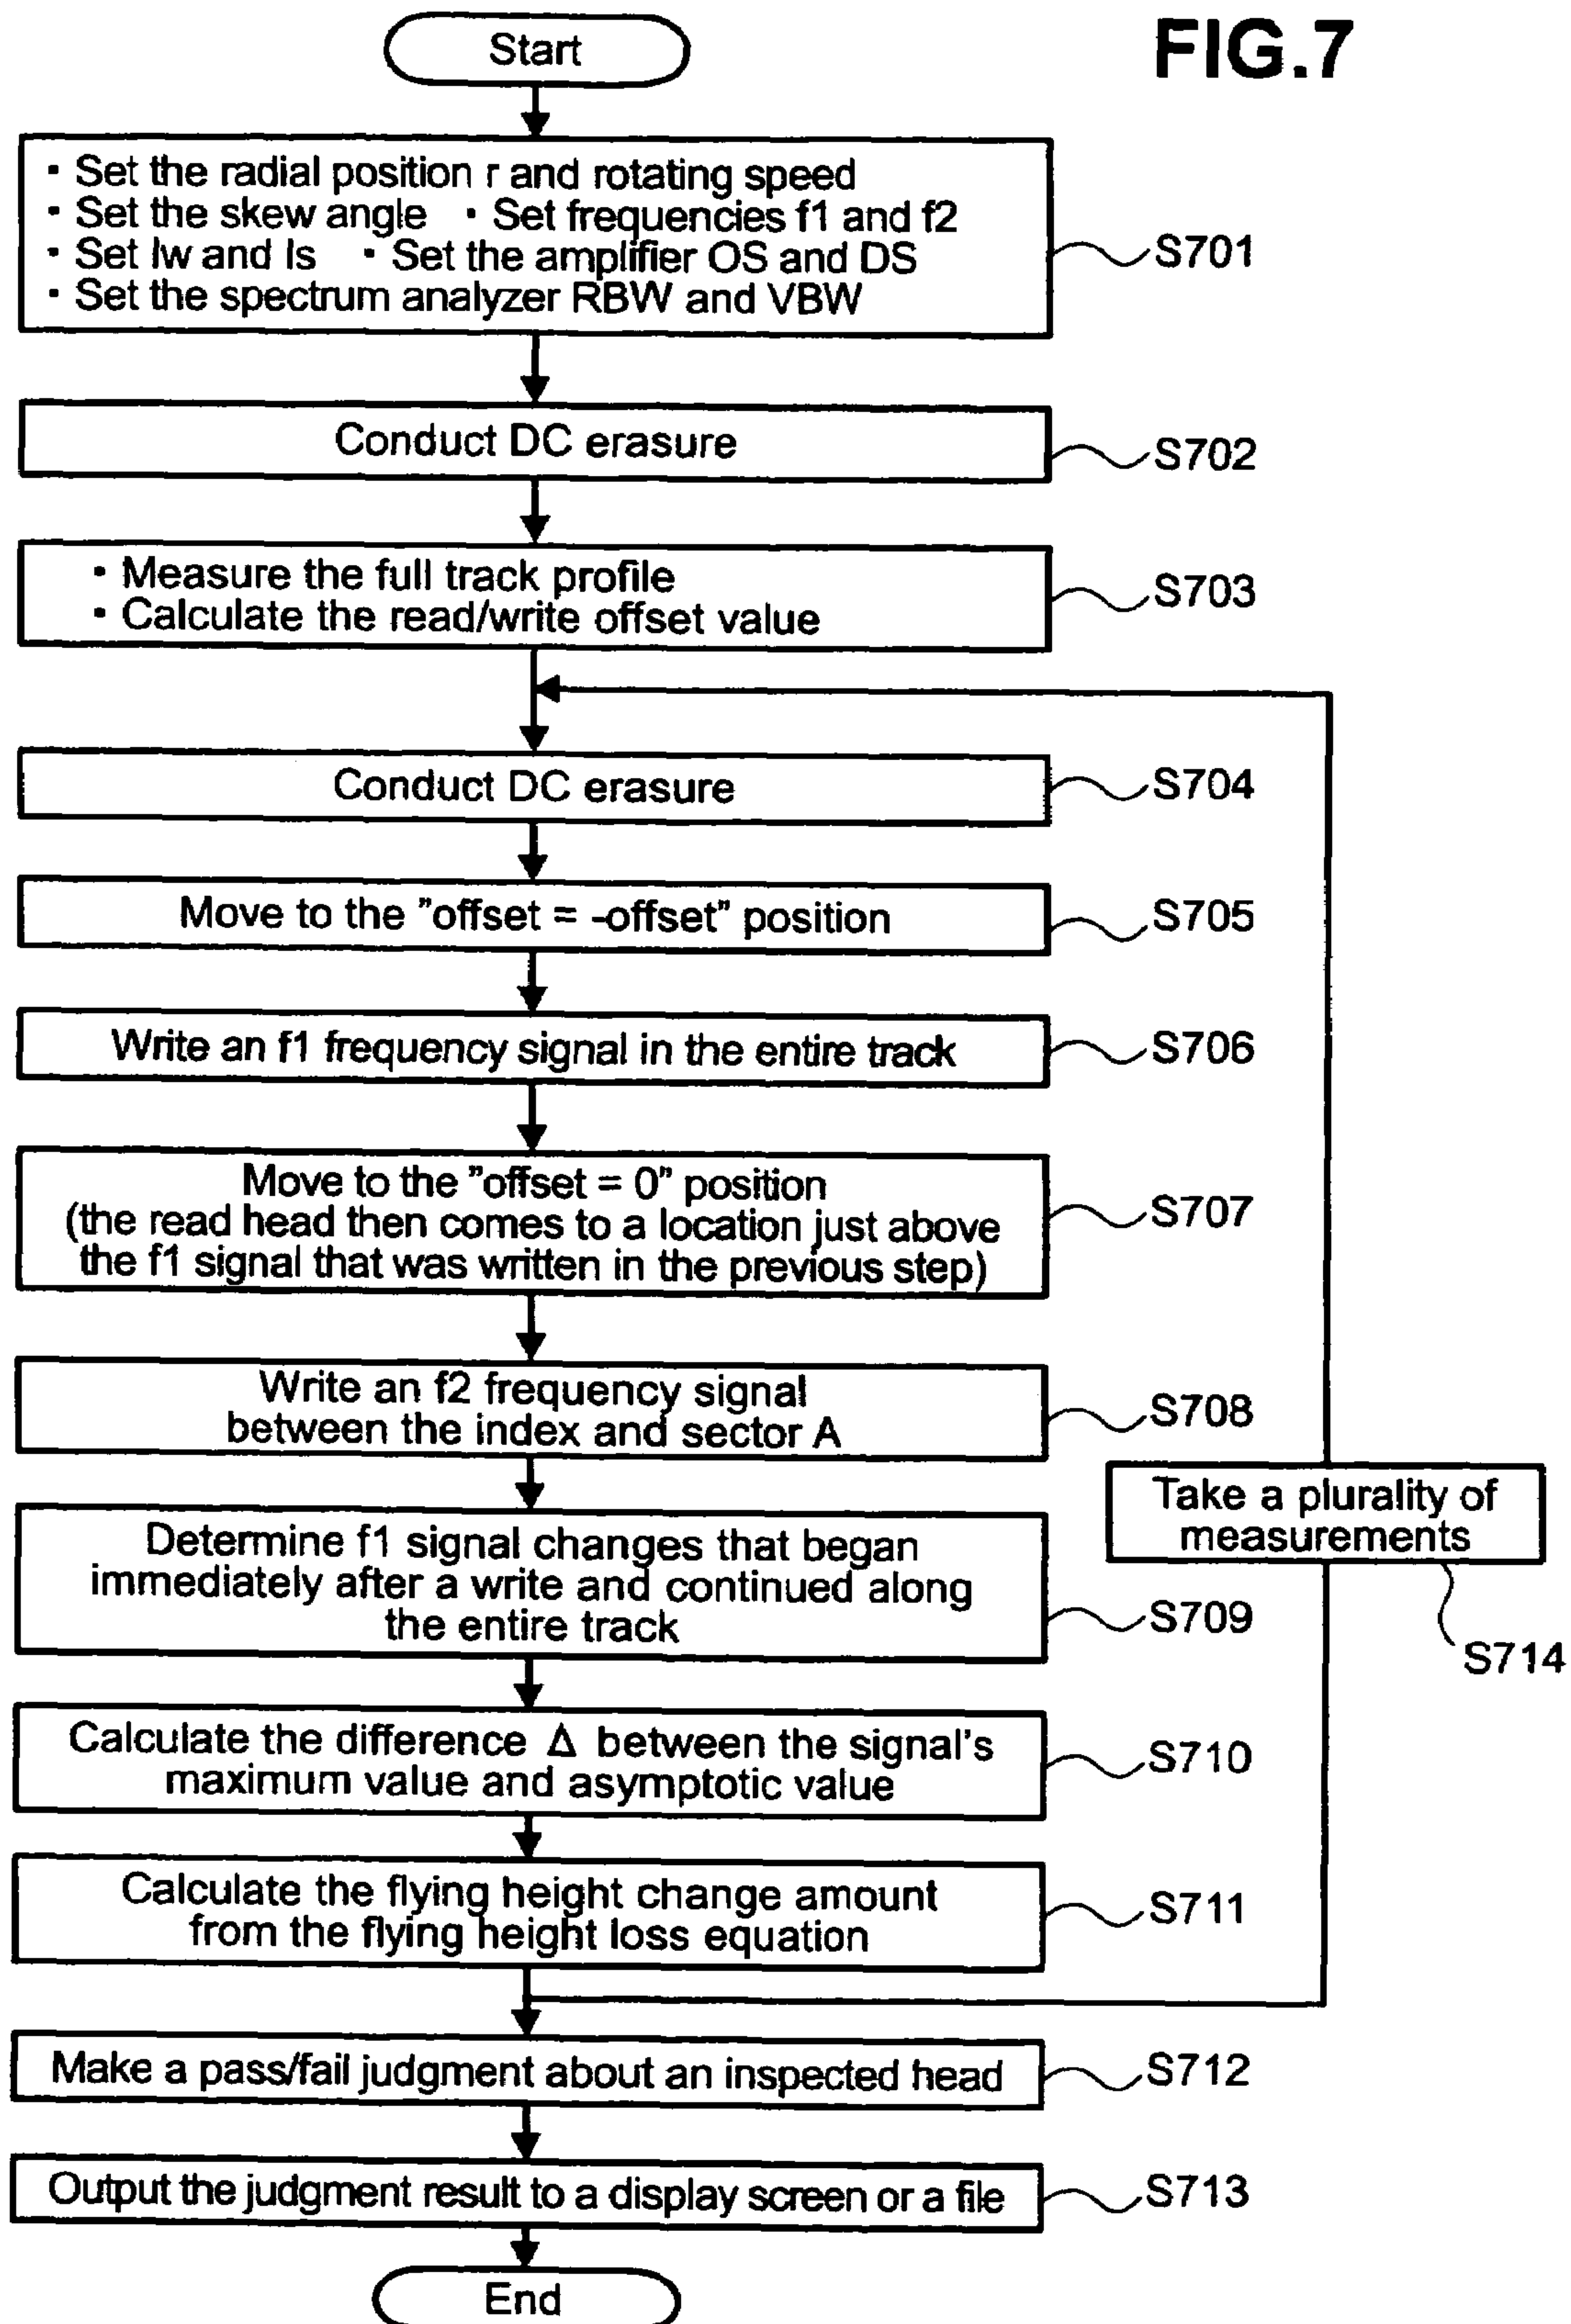 FIG.7
Start
・Set the radial position r and rotating speed
・Set the skew angle ・Set frequencies f1 and f2
・Set Iw and Is ・Set the amplifier OS and DS
・Set the spectrum analyzer RBW and VBW
S701
Conduct DC erasure
S702
・Measure the full track profile
・Calculate the read/write offset value
S703
Conduct DC erasure
S704
Move to the "offset = -offset" position
S705
Write an f1 frequency signal in the entire track
S706
Move to the "offset = 0" position
(the read head then comes to a location just above
the f1 signal that was written in the previous step)
S707
Write an f2 frequency signal
between the index and sector A
S708
Determine f1 signal changes that began
immediately after a write and continued along
the entire track
S709
Take a plurality of
measurements
S714
Calculate the difference Δ between the signal's
maximum value and asymptotic value
S710
Calculate the flying height change amount
from the flying height loss equation
S711
Make a pass/fail judgment about an inspected head
S712
Output the judgment result to a display screen or a file
S713
End